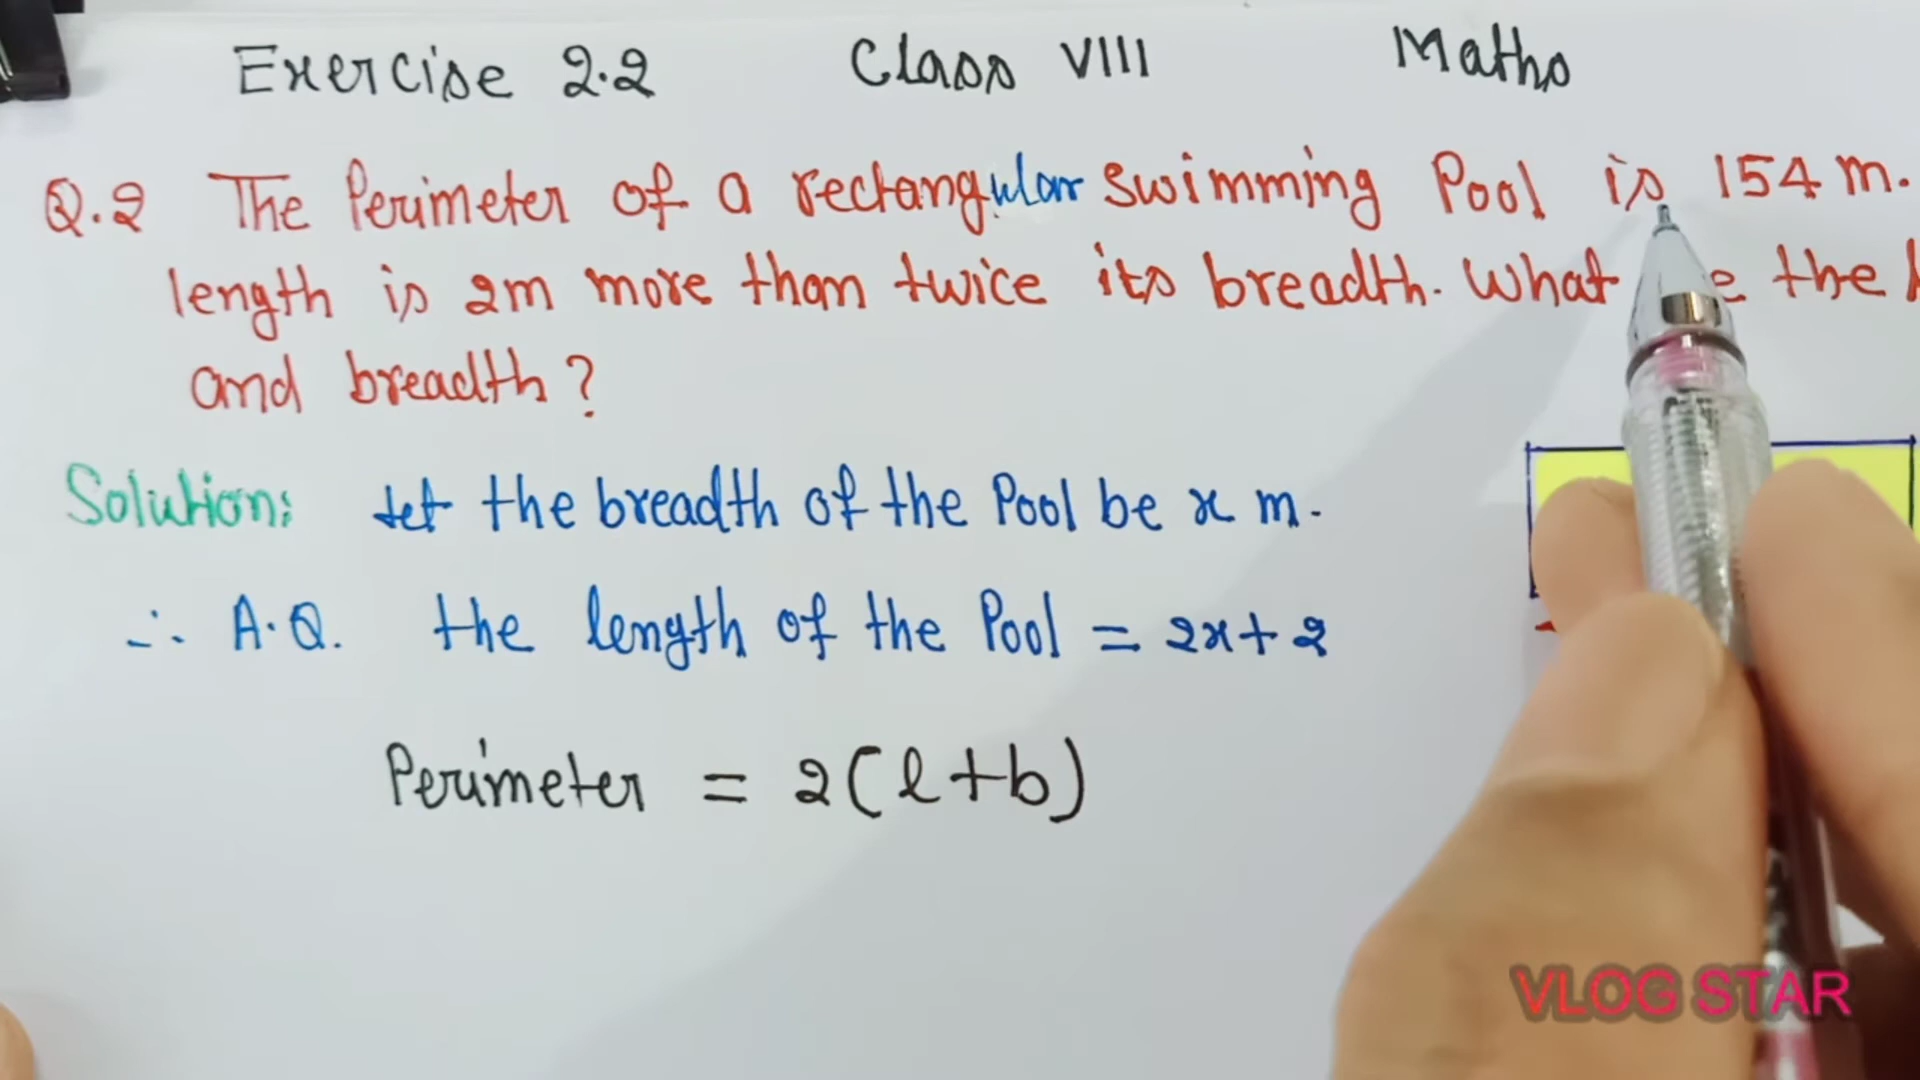 Exercise 2.2 Class VIII Maths
Q.2 The Perimeter of a rectangular swimming Pool is 154 m.
length is 2m more than twice its breadth. What the
and breadth?
Solution: Let the breadth of the Pool be x m.
∴ A.Q. the length of the Pool = 2x+2
Perimeter = 2(l+b)
VLOG STAR